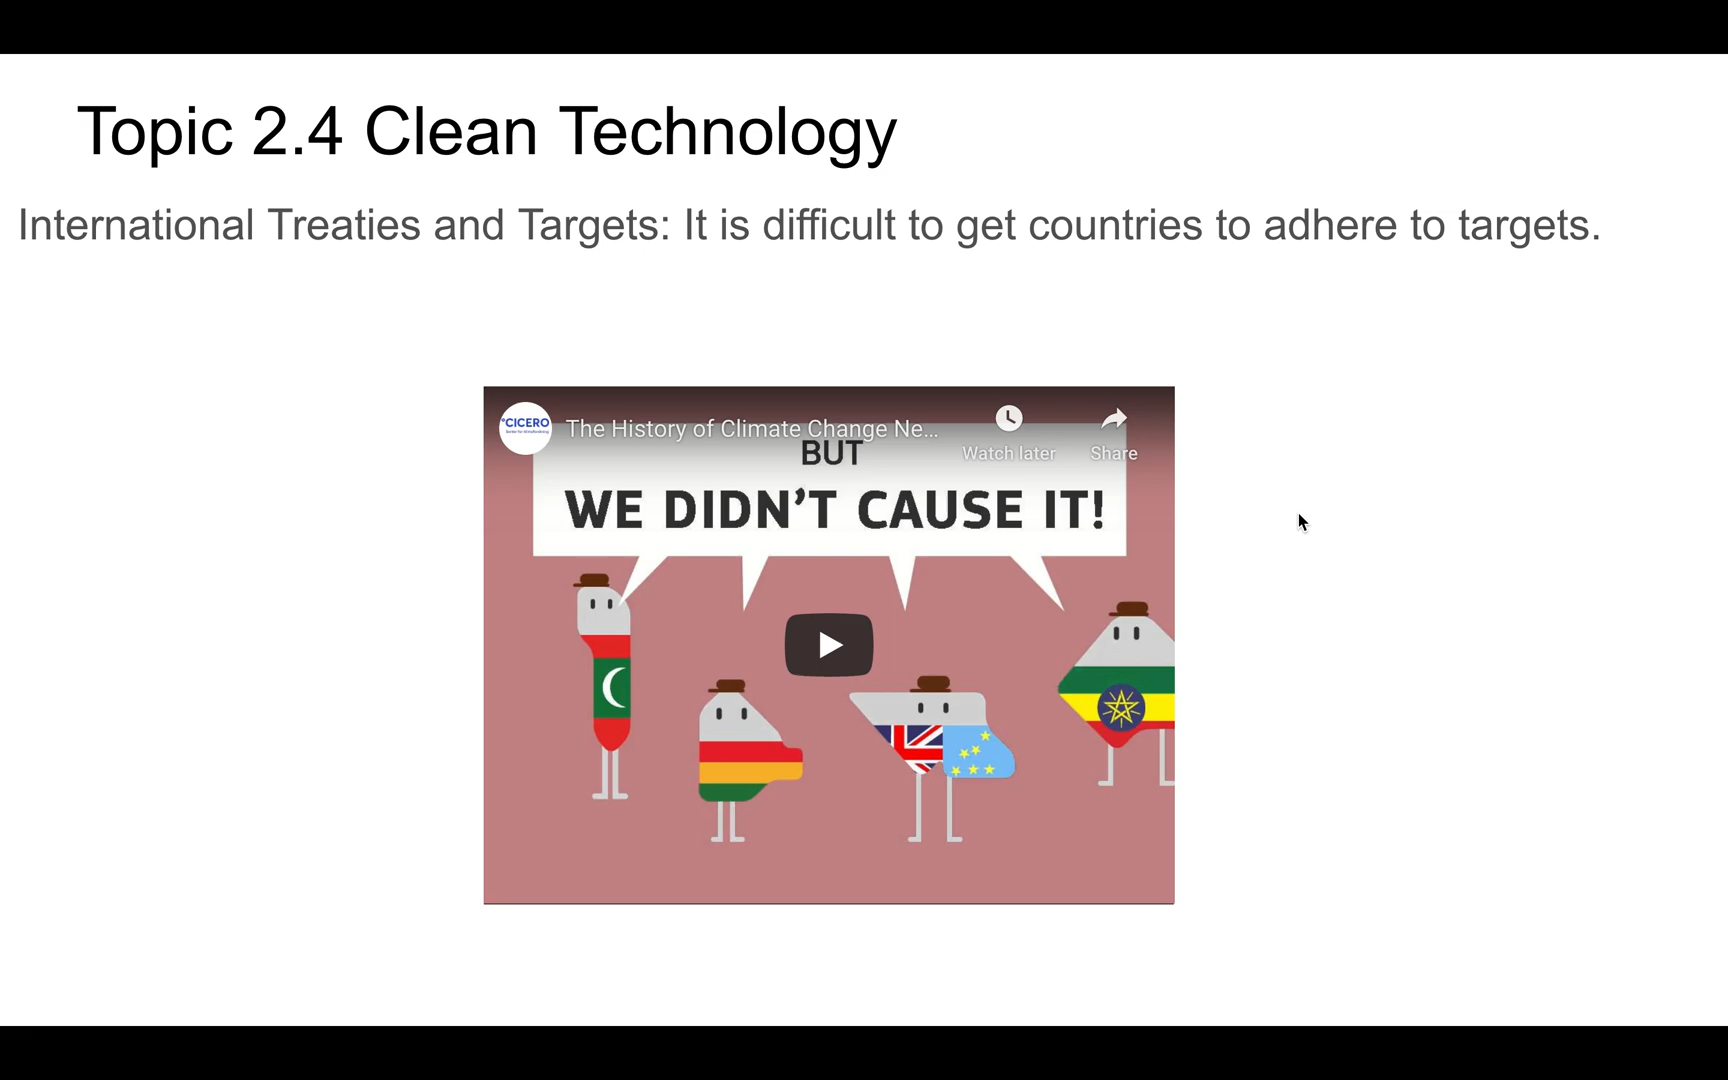 Topic 2.4 Clean Technology
International Treaties and Targets: It is difficult to get countries to adhere to targets.
°CICERO
The History of Climate Change Ne...
Watch later
Share
BUT
WE DIDN'T CAUSE IT!